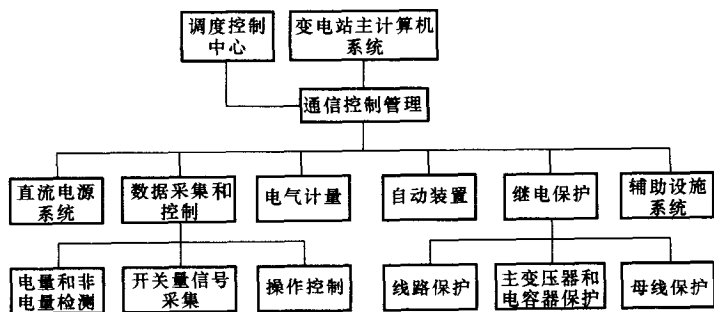 调度控制
中心
变电站主计算机
系统
通信控制管理
直流电源
系统
数据采集和
控制
电气计量
自动装置
继电保护
辅助设施
系统
电量和非
电量检测
开关量信号
采集
操作控制
线路保护
主变压器和
电容器保护
母线保护